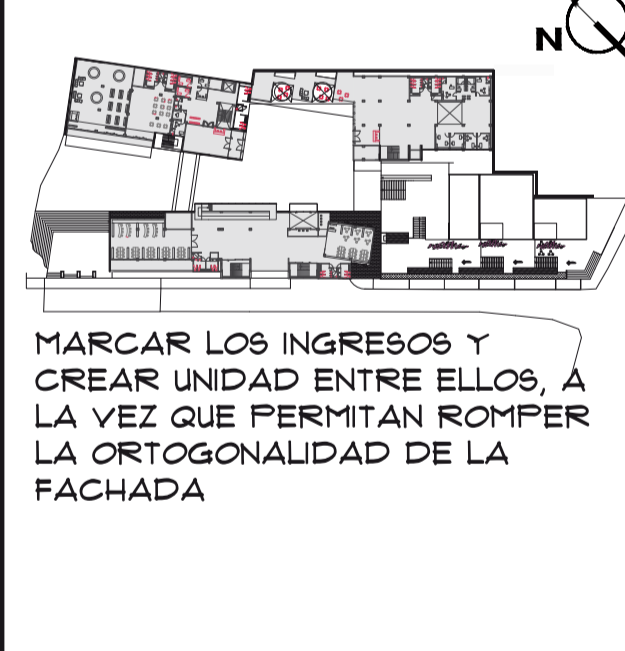 N
MARCAR LOS INGRESOS Y
CREAR UNIDAD ENTRE ELLOS, A
LA VEZ QUE PERMITAN ROMPER
LA ORTOGONALIDAD DE LA
FACHADA